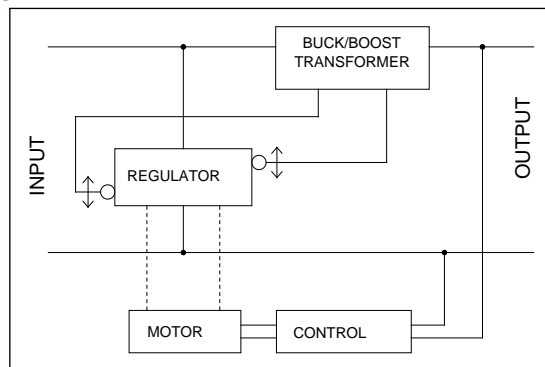 BUCK/BOOST
TRANSFORMER
INPUT
REGULATOR
OUTPUT
MOTOR
CONTROL